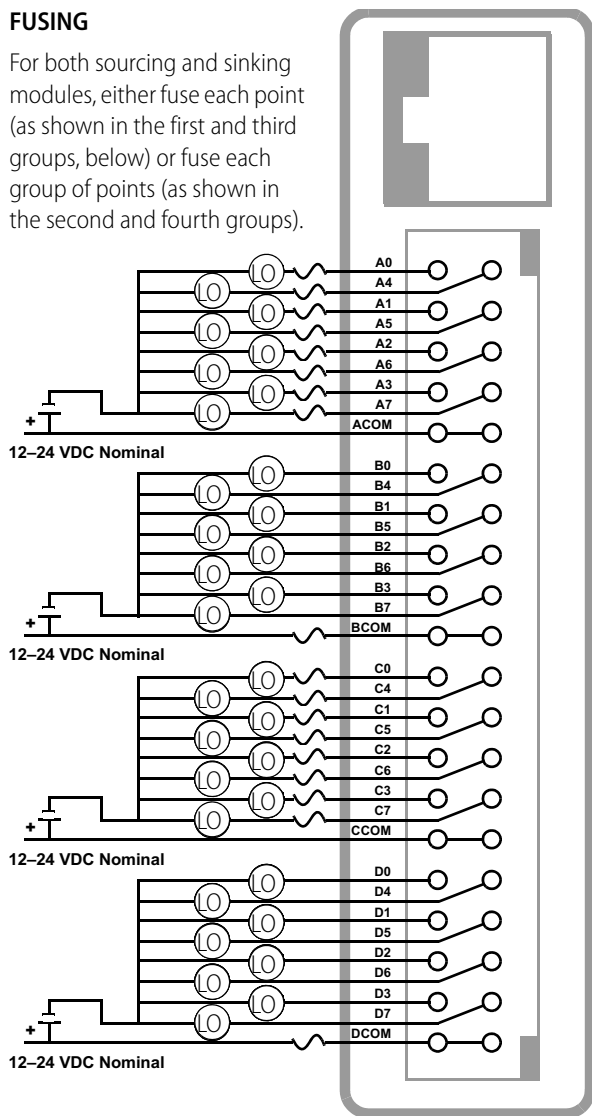 FUSING
For both sourcing and sinking
modules, either fuse each point
(as shown in the first and third
groups, below) or fuse each
group of points (as shown in
the second and fourth groups).
A0
LO
A4
LO
A1
LO
A5
LO
A2
LO
A6
LO
A3
LO
A7
LO
ACOM
+
12–24 VDC Nominal
B0
LO
B4
LO
B1
LO
B5
LO
B2
LO
B6
LO
B3
LO
B7
LO
BCOM
+
12–24 VDC Nominal
C0
LO
C4
LO
C1
LO
C5
LO
C2
LO
C6
LO
C3
LO
C7
LO
CCOM
+
12–24 VDC Nominal
D0
LO
D4
LO
D1
LO
D5
LO
D2
LO
D6
LO
D3
LO
D7
LO
DCOM
+
12–24 VDC Nominal